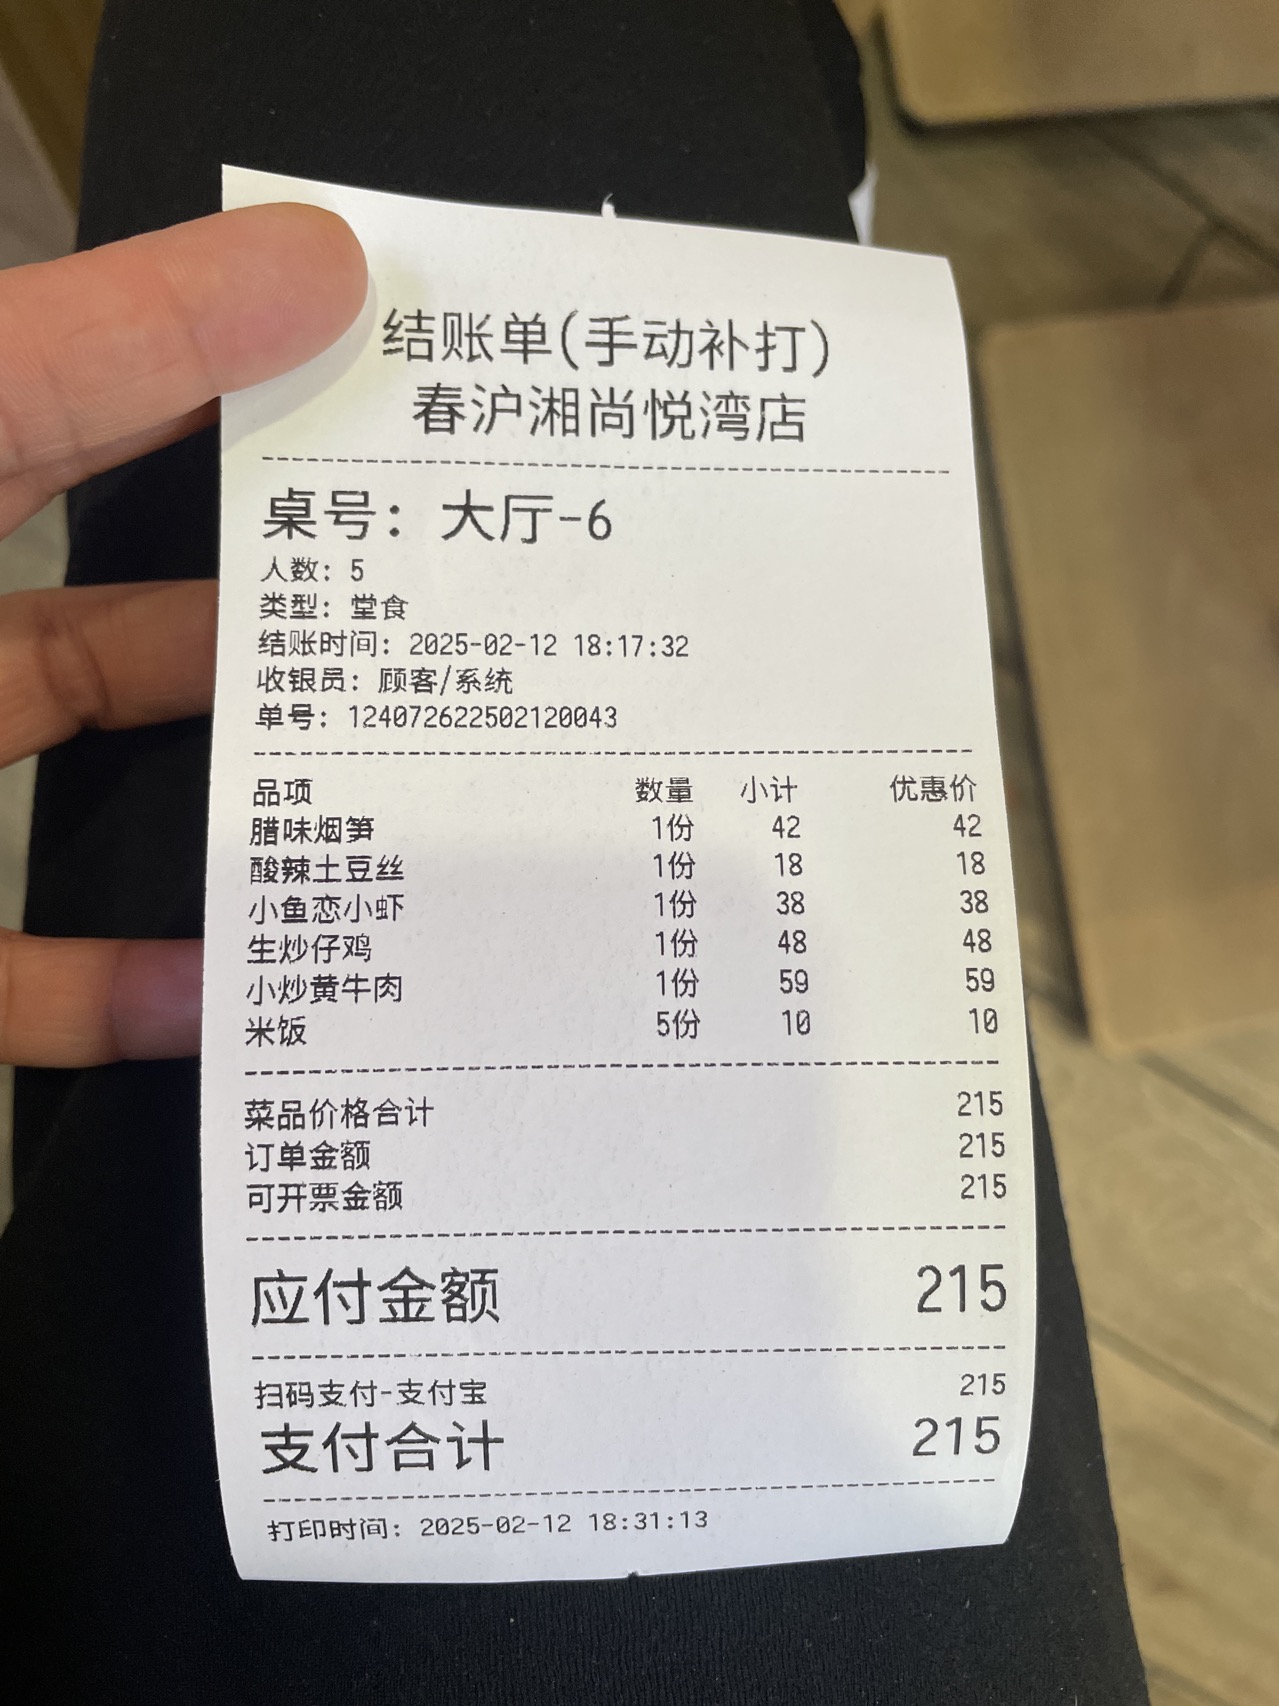 结账单(手动补打)
春沪湘尚悦湾店
桌号: 大厅-6
人数: 5
类型: 堂食
结账时间: 2025-02-12 18:17:32
收银员: 顾客/系统
单号: 124072622502120043
品项 数量 小计 优惠价
腊味烟笋 1份 42 42
酸辣土豆丝 1份 18 18
小鱼恋小虾 1份 38 38
生炒仔鸡 1份 48 48
小炒黄牛肉 1份 59 59
米饭 5份 10 10
菜品价格合计 215
订单金额 215
可开票金额 215
应付金额 215
扫码支付-支付宝 215
支付合计 215
打印时间: 2025-02-12 18:31:13